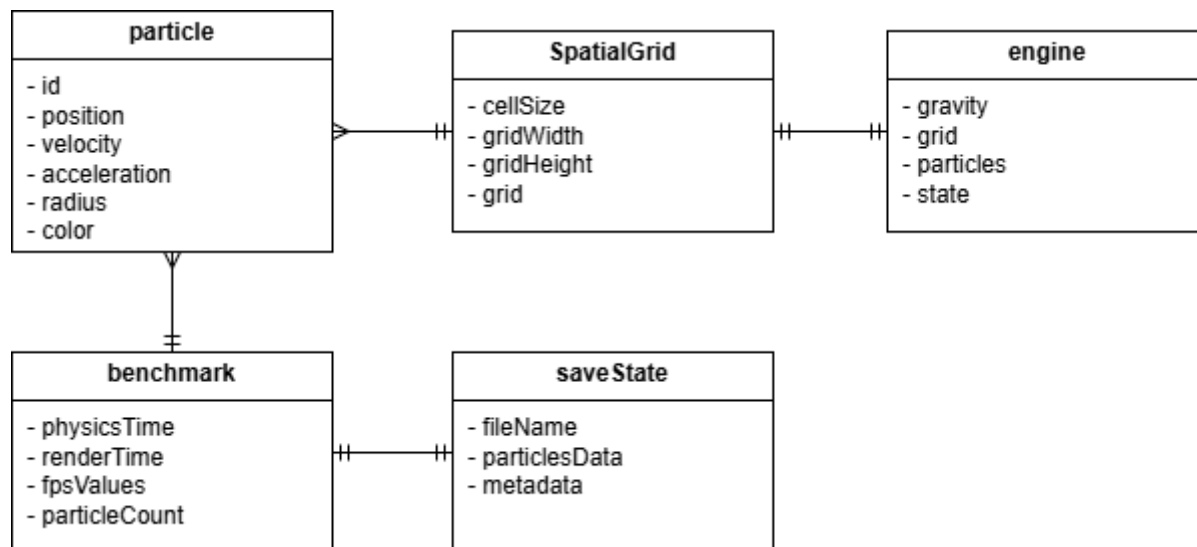 particle
- id
- position
- velocity
- acceleration
- radius
- color
SpatialGrid
- cellSize
- gridWidth
- gridHeight
- grid
engine
- gravity
- grid
- particles
- state
benchmark
- physicsTime
- renderTime
- fpsValues
- particleCount
saveState
- fileName
- particlesData
- metadata